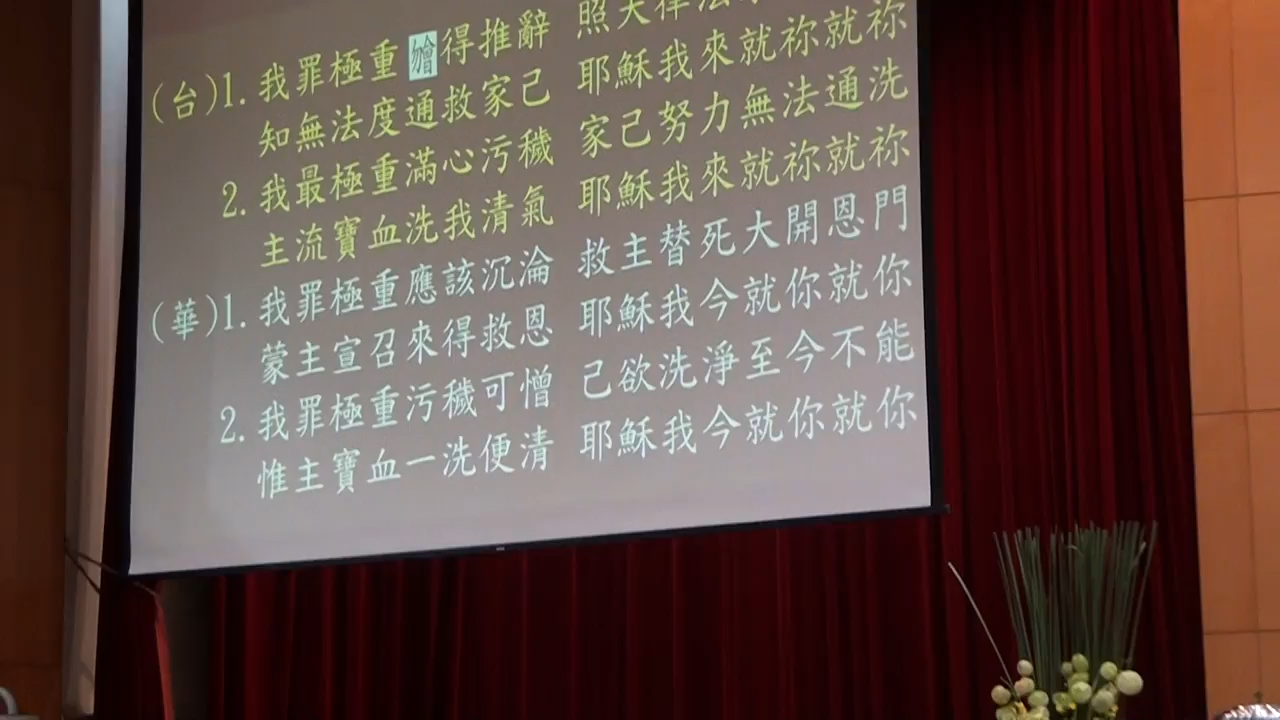 (台)1. 我罪極重𣍐得推辭 照天律法
知無法度通救家己 耶穌我來就祢就祢
2. 我最極重滿心污穢 家己努力無法通洗
主流寶血洗我清氣 耶穌我來就祢就祢
(華)1. 我罪極重應該沉淪 救主替死大開恩門
蒙主宣召來得救恩 耶穌我今就你就你
2. 我罪極重污穢可憎 己欲洗淨至今不能
惟主寶血一洗便清 耶穌我今就你就你